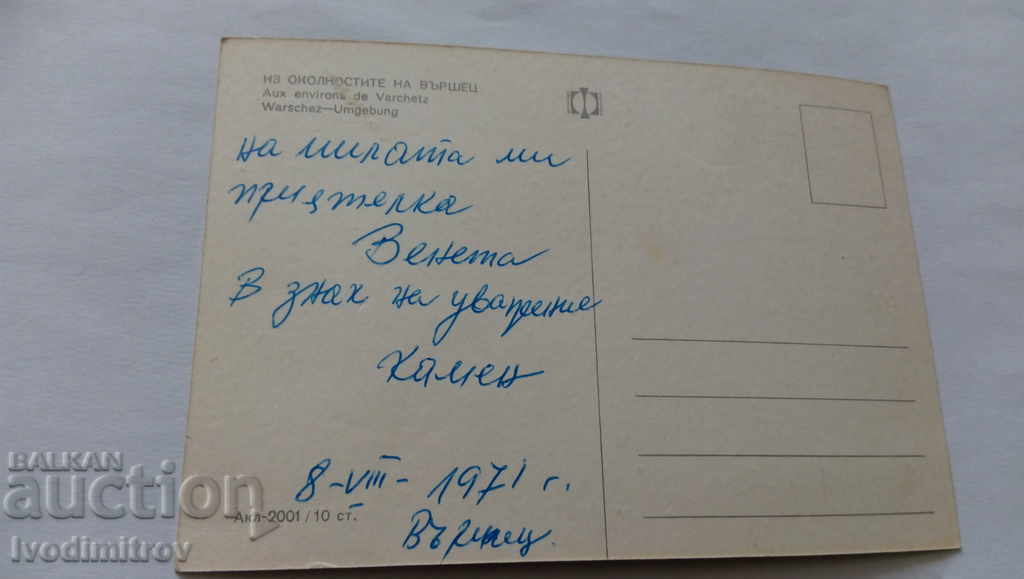 ИЗ ОКОЛНОСТИТЕ НА ВЪРШЕЦ
Aux environs de Varchetz
Warschez—Umgebung
на милата ми
приятелка
Венета
В знак на уважение
Камен
8-VIII-1971 г.
Вършец.
Акл-2001/10 ст.
BALKAN
auction
Ivodimitrov